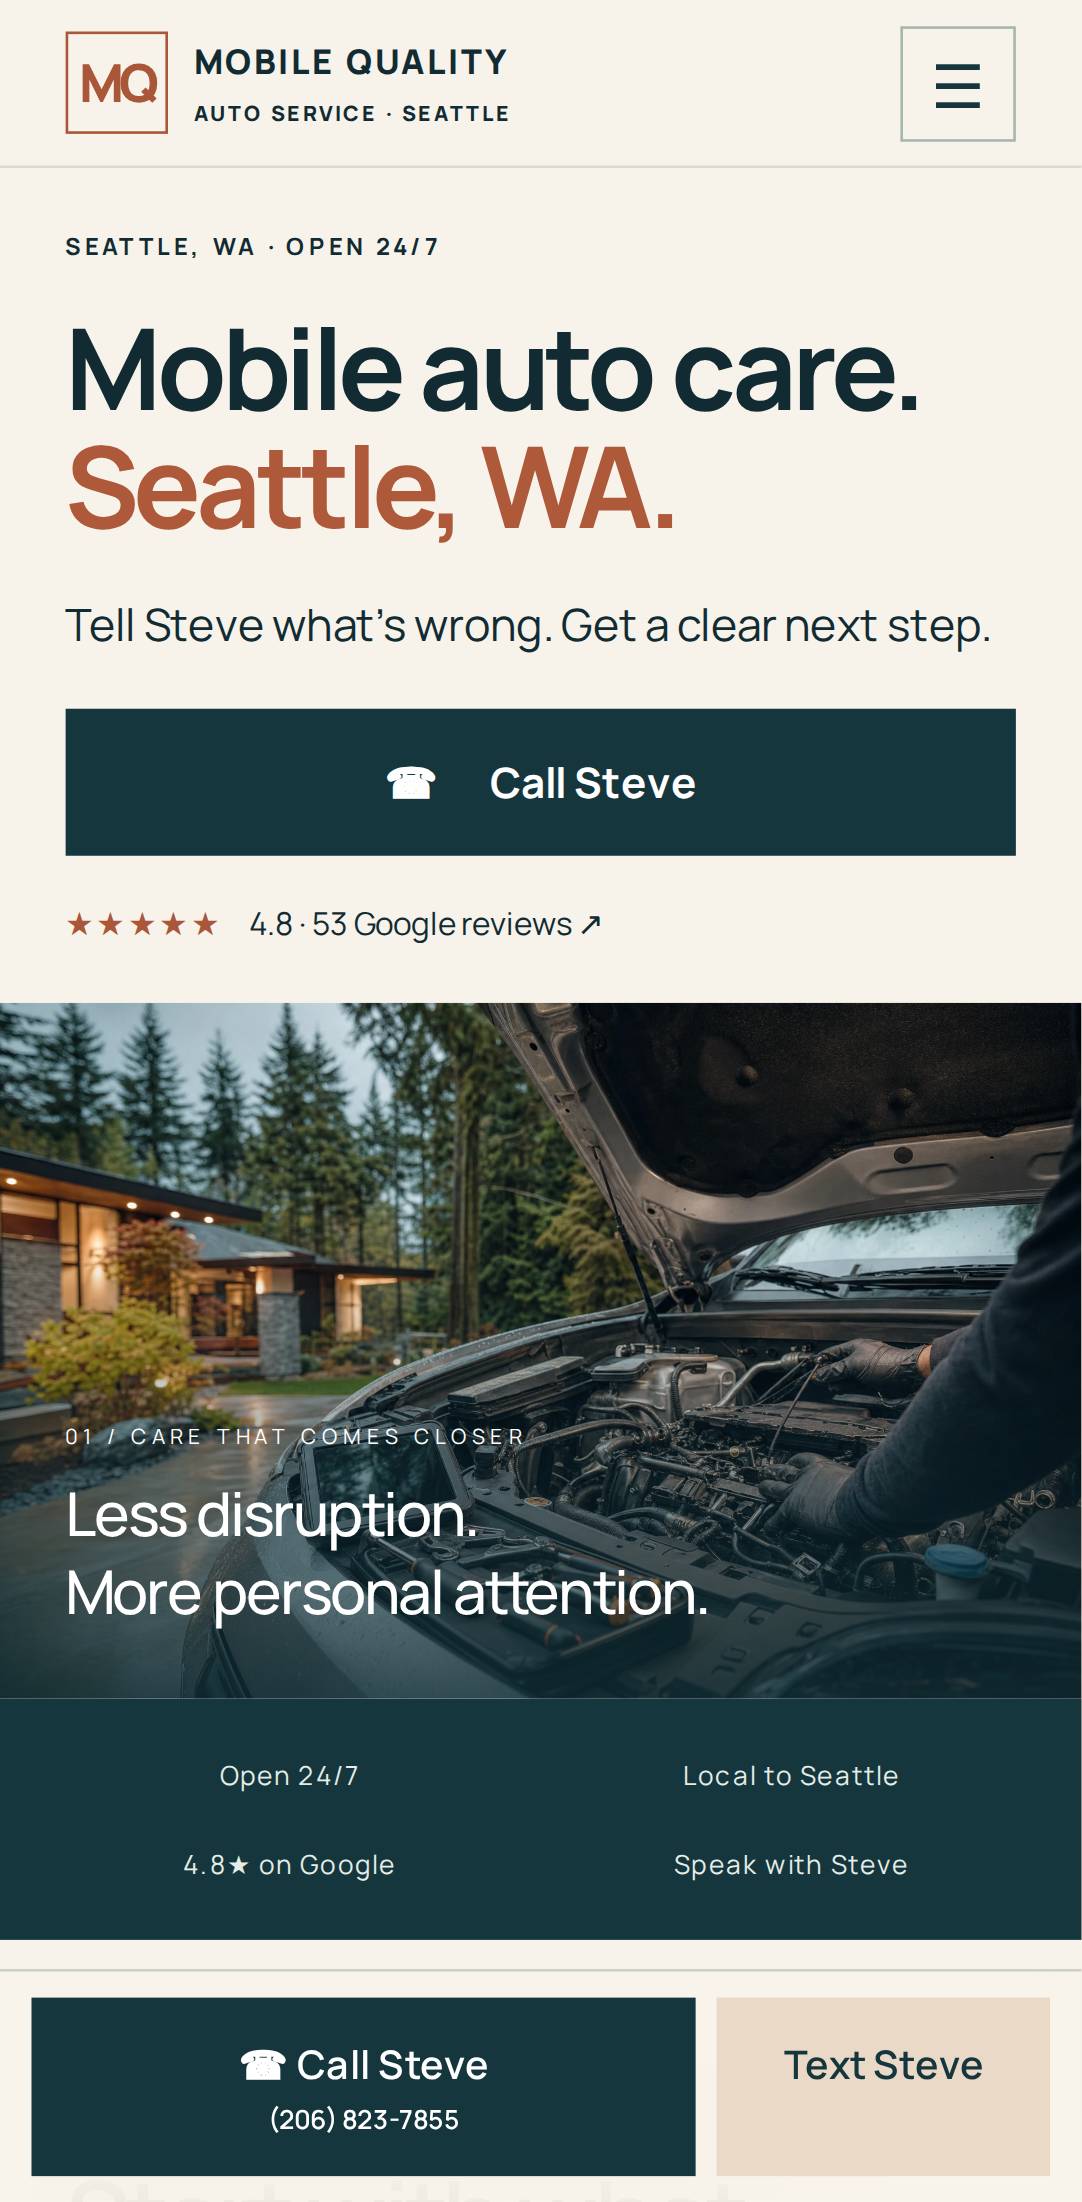 MQ
MOBILE QUALITY
AUTO SERVICE · SEATTLE
☰
SEATTLE, WA · OPEN 24/7
Mobile auto care.
Seattle, WA.
Tell Steve what’s wrong. Get a clear next step.
☎ Call Steve
★★★★★ 4.8 · 53 Google reviews ↗
01 / CARE THAT COMES CLOSER
Less disruption.
More personal attention.
Open 24/7
Local to Seattle
4.8★ on Google
Speak with Steve
☎ Call Steve
(206) 823-7855
Text Steve
Start with what